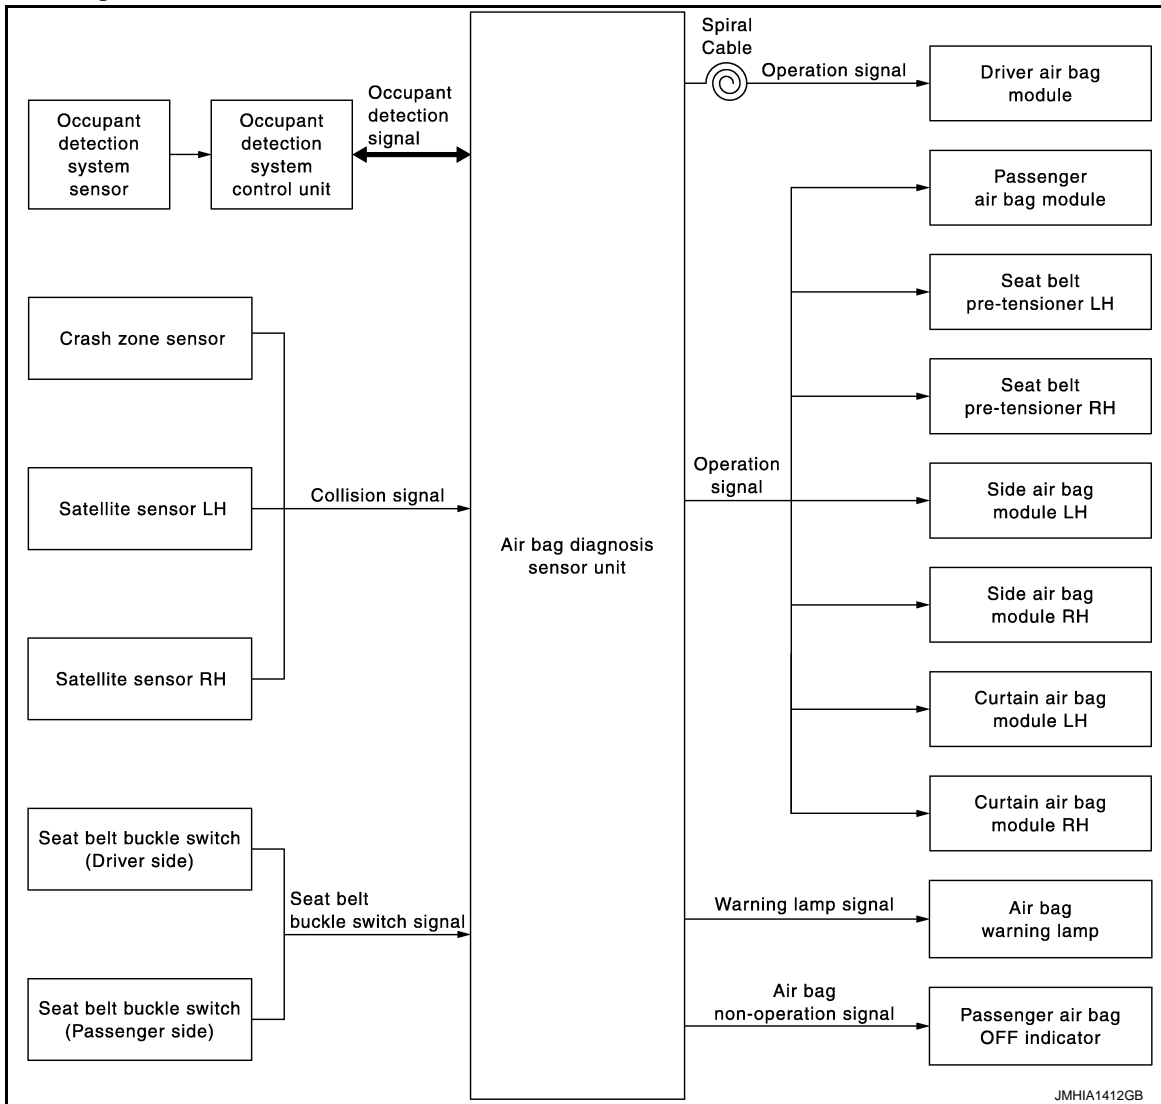 Spiral
Cable
Operation signal
Driver air bag
module
Occupant
detection
system
sensor
Occupant
detection
system
control unit
Occupant
detection
signal
Passenger
air bag module
Seat belt
pre-tensioner LH
Crash zone sensor
Seat belt
pre-tensioner RH
Satellite sensor LH
Collision signal
Operation
signal
Side air bag
module LH
Air bag diagnosis
sensor unit
Side air bag
module RH
Satellite sensor RH
Curtain air bag
module LH
Curtain air bag
module RH
Seat belt buckle switch
(Driver side)
Seat belt
buckle switch signal
Warning lamp signal
Air bag
warning lamp
Seat belt buckle switch
(Passenger side)
Air bag
non-operation signal
Passenger air bag
OFF indicator
JMHIA1412GB